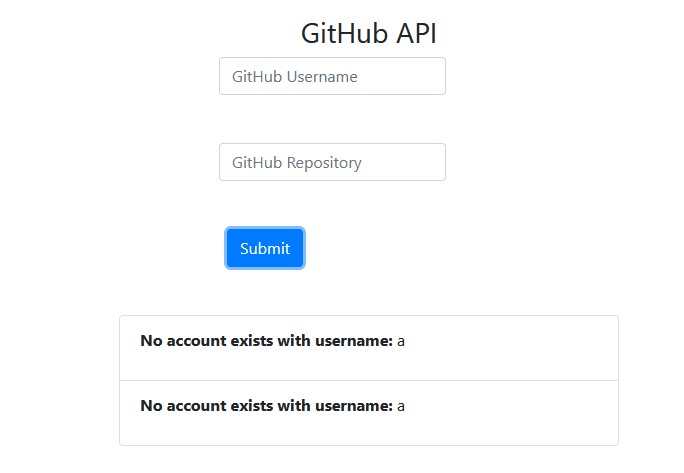 GitHub API
GitHub Username
GitHub Repository
Submit
No account exists with username: a
No account exists with username: a